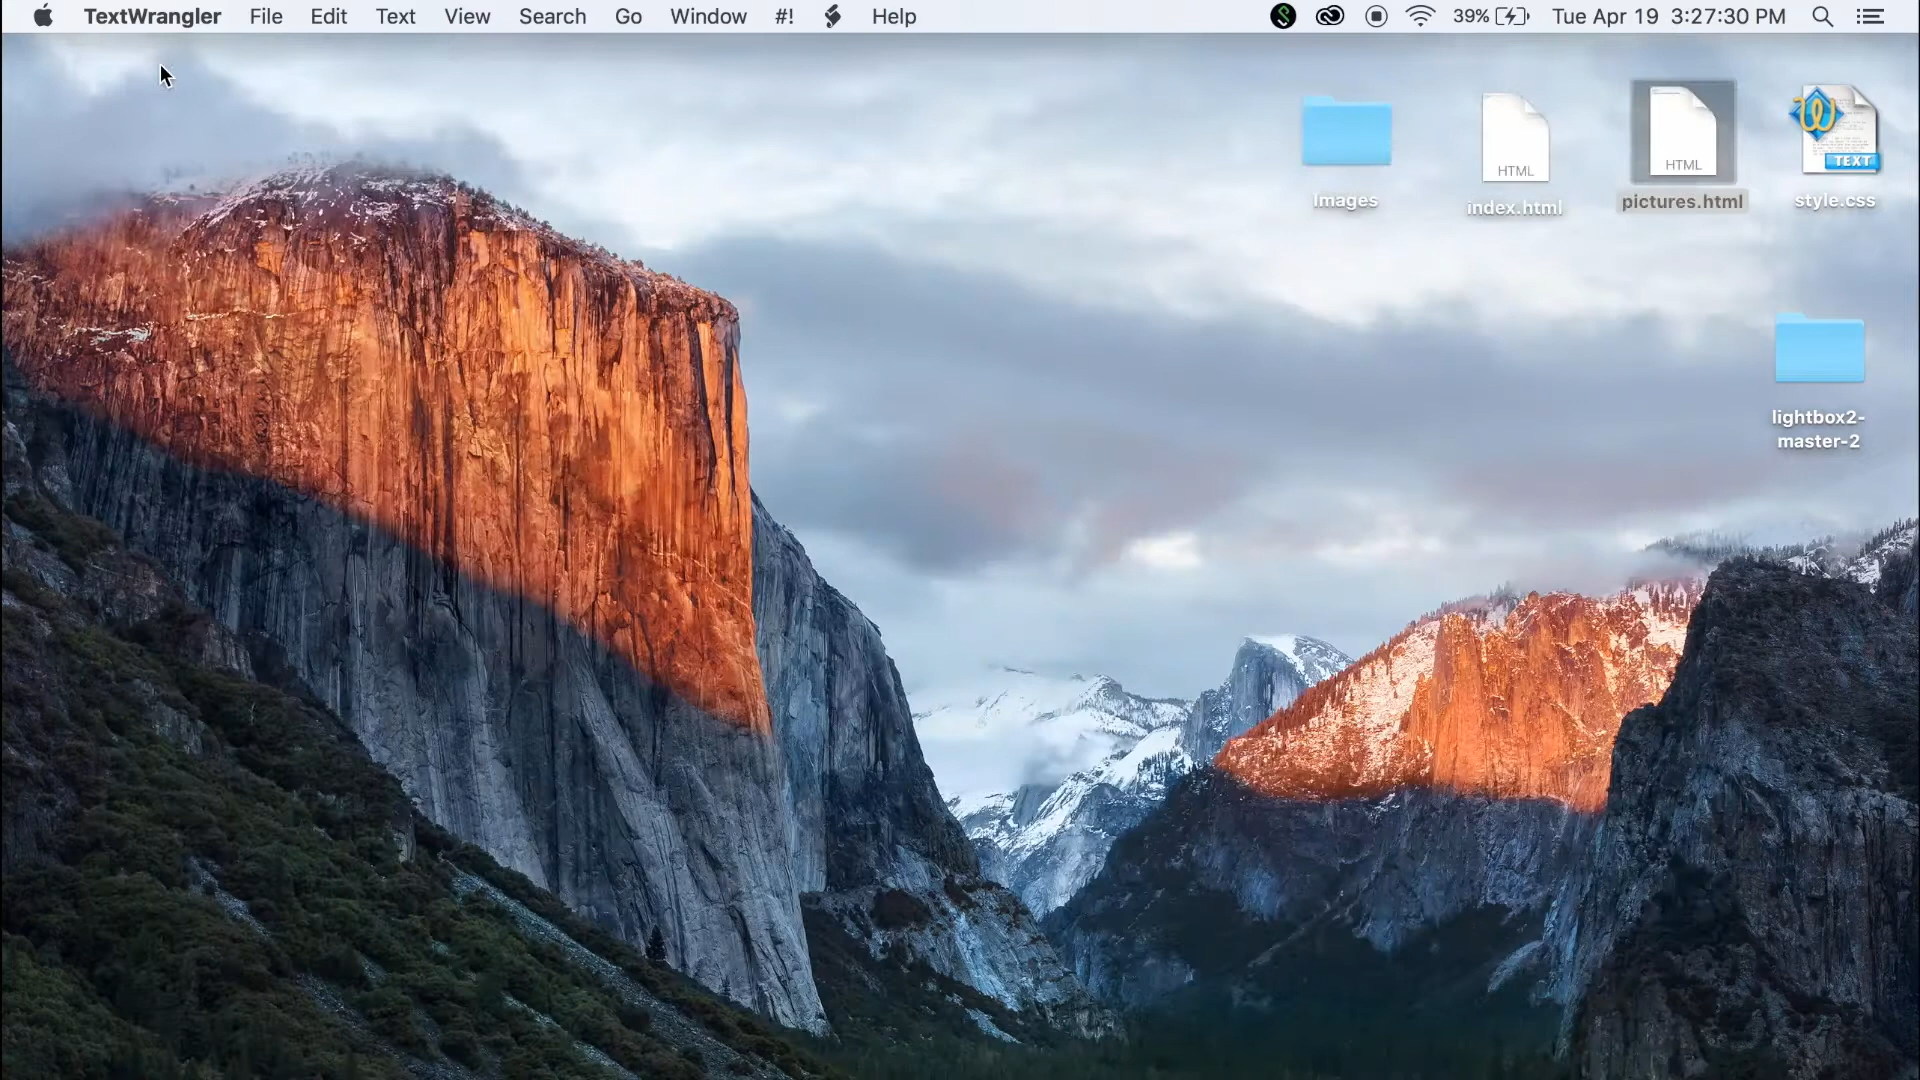 TextWrangler File Edit Text View Search Go Window #! Help 39% Tue Apr 19 3:27:30 PM
HTML
HTML
TEXT
Images
index.html
pictures.html
style.css
lightbox2-
master-2